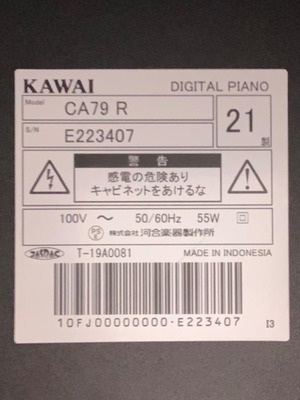 KAWAI DIGITAL PIANO
Model CA79 R
S/N E223407
21 製
警告
感電の危険あり
キャビネットをあけるな
100V ～ 50/60Hz 55W
PS E 株式会社 河合楽器製作所
JASRAC T-19A0081 MADE IN INDONESIA
10FJ00000000-E223407
I3